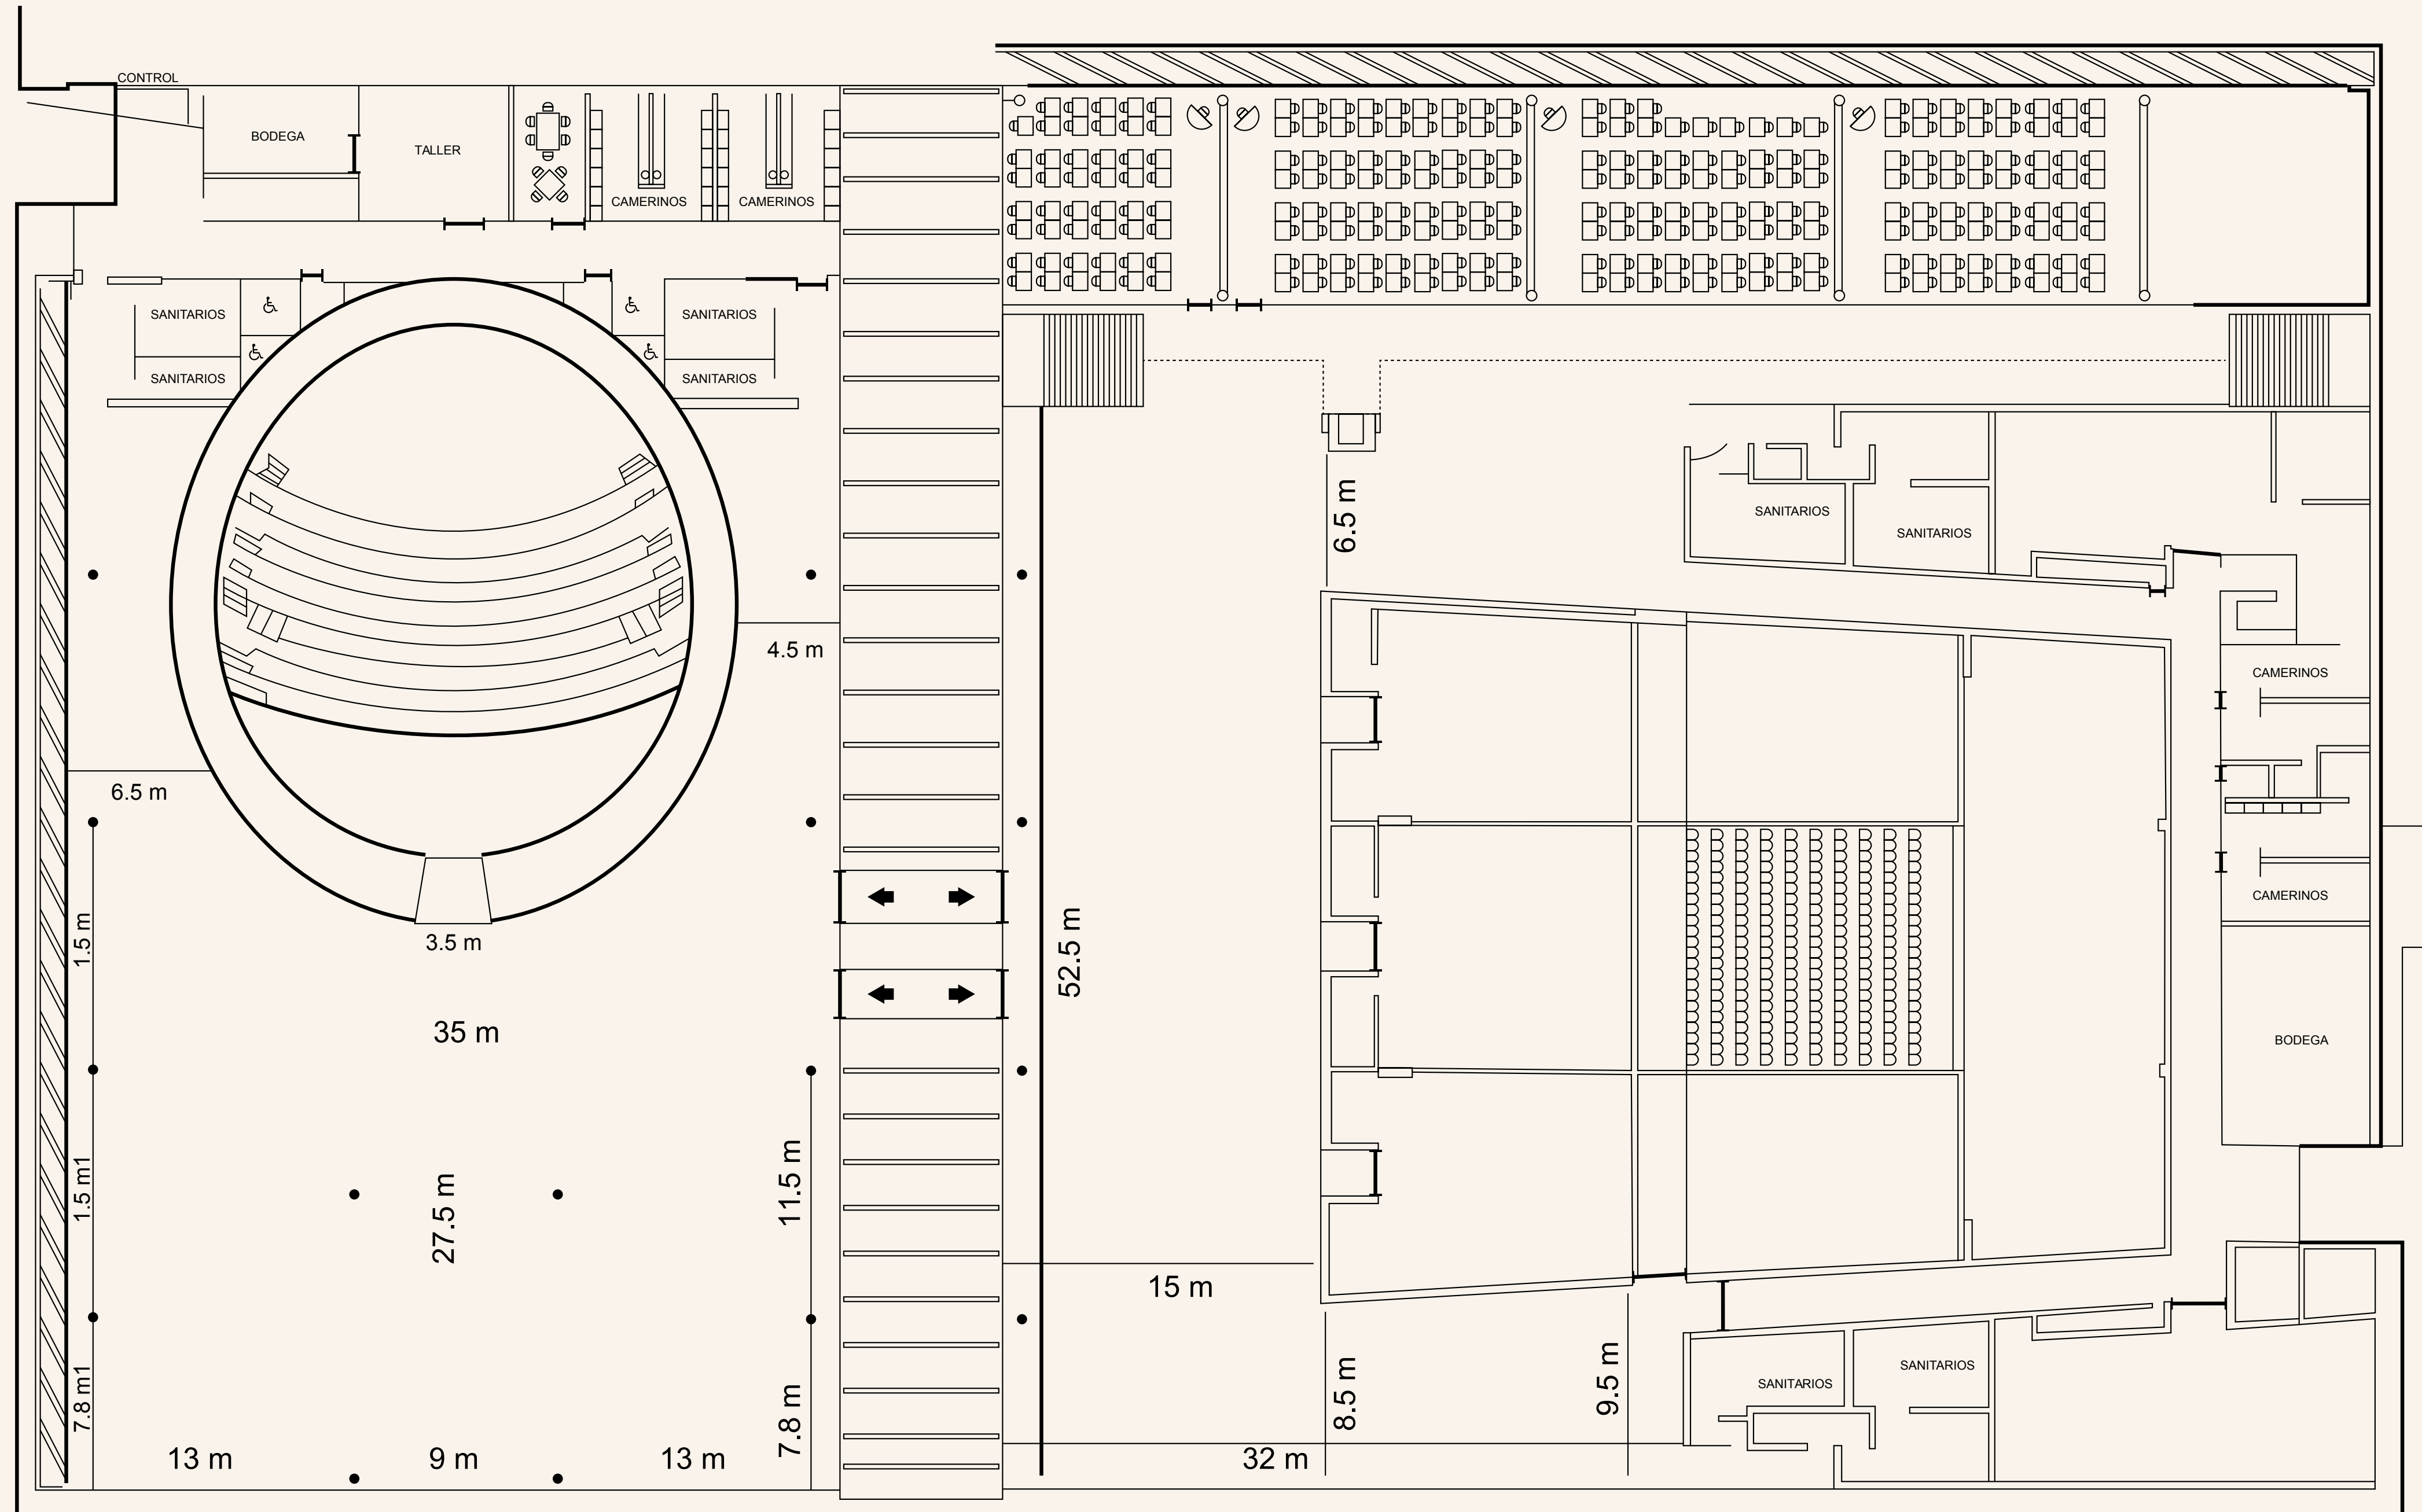 CONTROL
BODEGA
TALLER
CAMERINOS
CAMERINOS
SANITARIOS
SANITARIOS
SANITARIOS
SANITARIOS
6.5 m
SANITARIOS
SANITARIOS
4.5 m
CAMERINOS
6.5 m
3.5 m
1.5 m
52.5 m
CAMERINOS
35 m
BODEGA
1.5 m1
27.5 m
11.5 m
15 m
7.8 m1
7.8 m
8.5 m
9.5 m
SANITARIOS
SANITARIOS
13 m
9 m
13 m
32 m